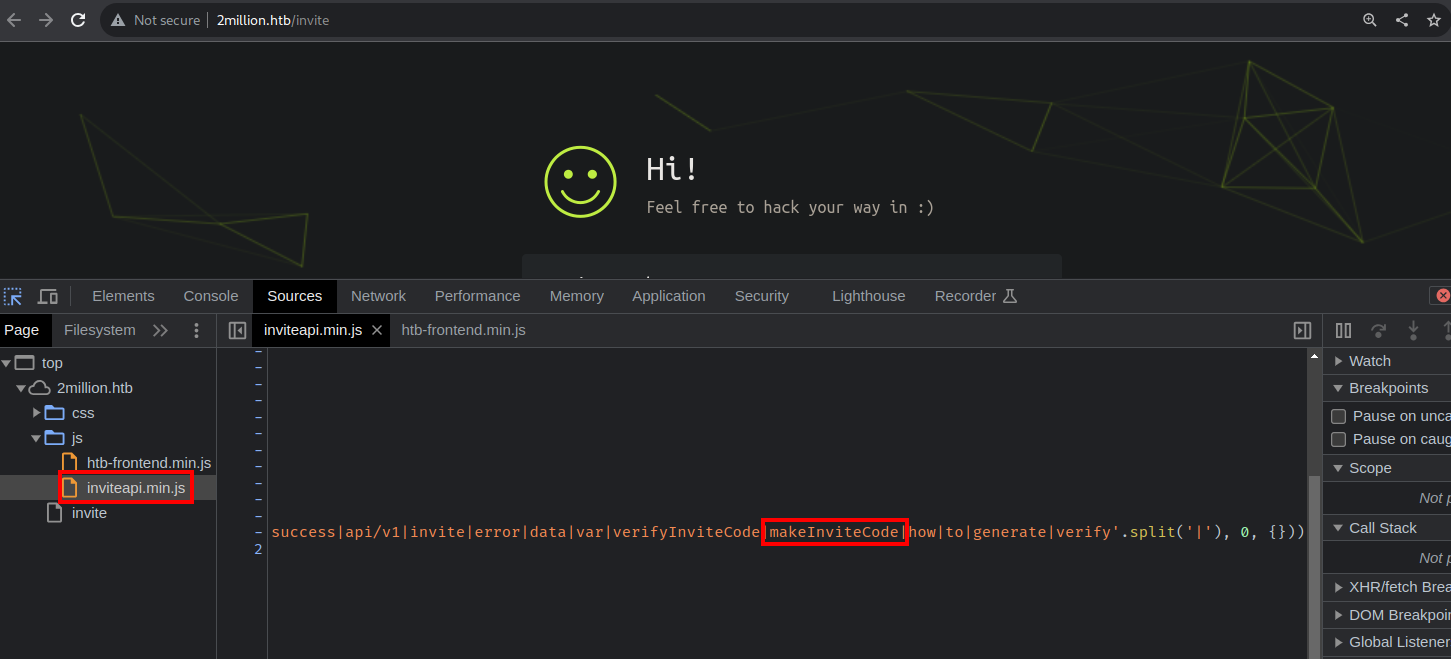 Not secure 2million.htb/invite
Hi!
Feel free to hack your way in :)
Elements Console Sources Network Performance Memory Application Security Lighthouse Recorder
Page Filesystem inviteapi.min.js htb-frontend.min.js
top
2million.htb
css
js
htb-frontend.min.js
inviteapi.min.js
invite
-
-
-
-
-
-
-
-
-
-
-
- success|api/v1|invite|error|data|var|verifyInviteCode|makeInviteCode|how|to|generate|verify'.split('|'), 0, {}))
2
Watch
Breakpoints
Pause on unca
Pause on caug
Scope
Not p
Call Stack
Not p
XHR/fetch Brea
DOM Breakpoin
Global Listener